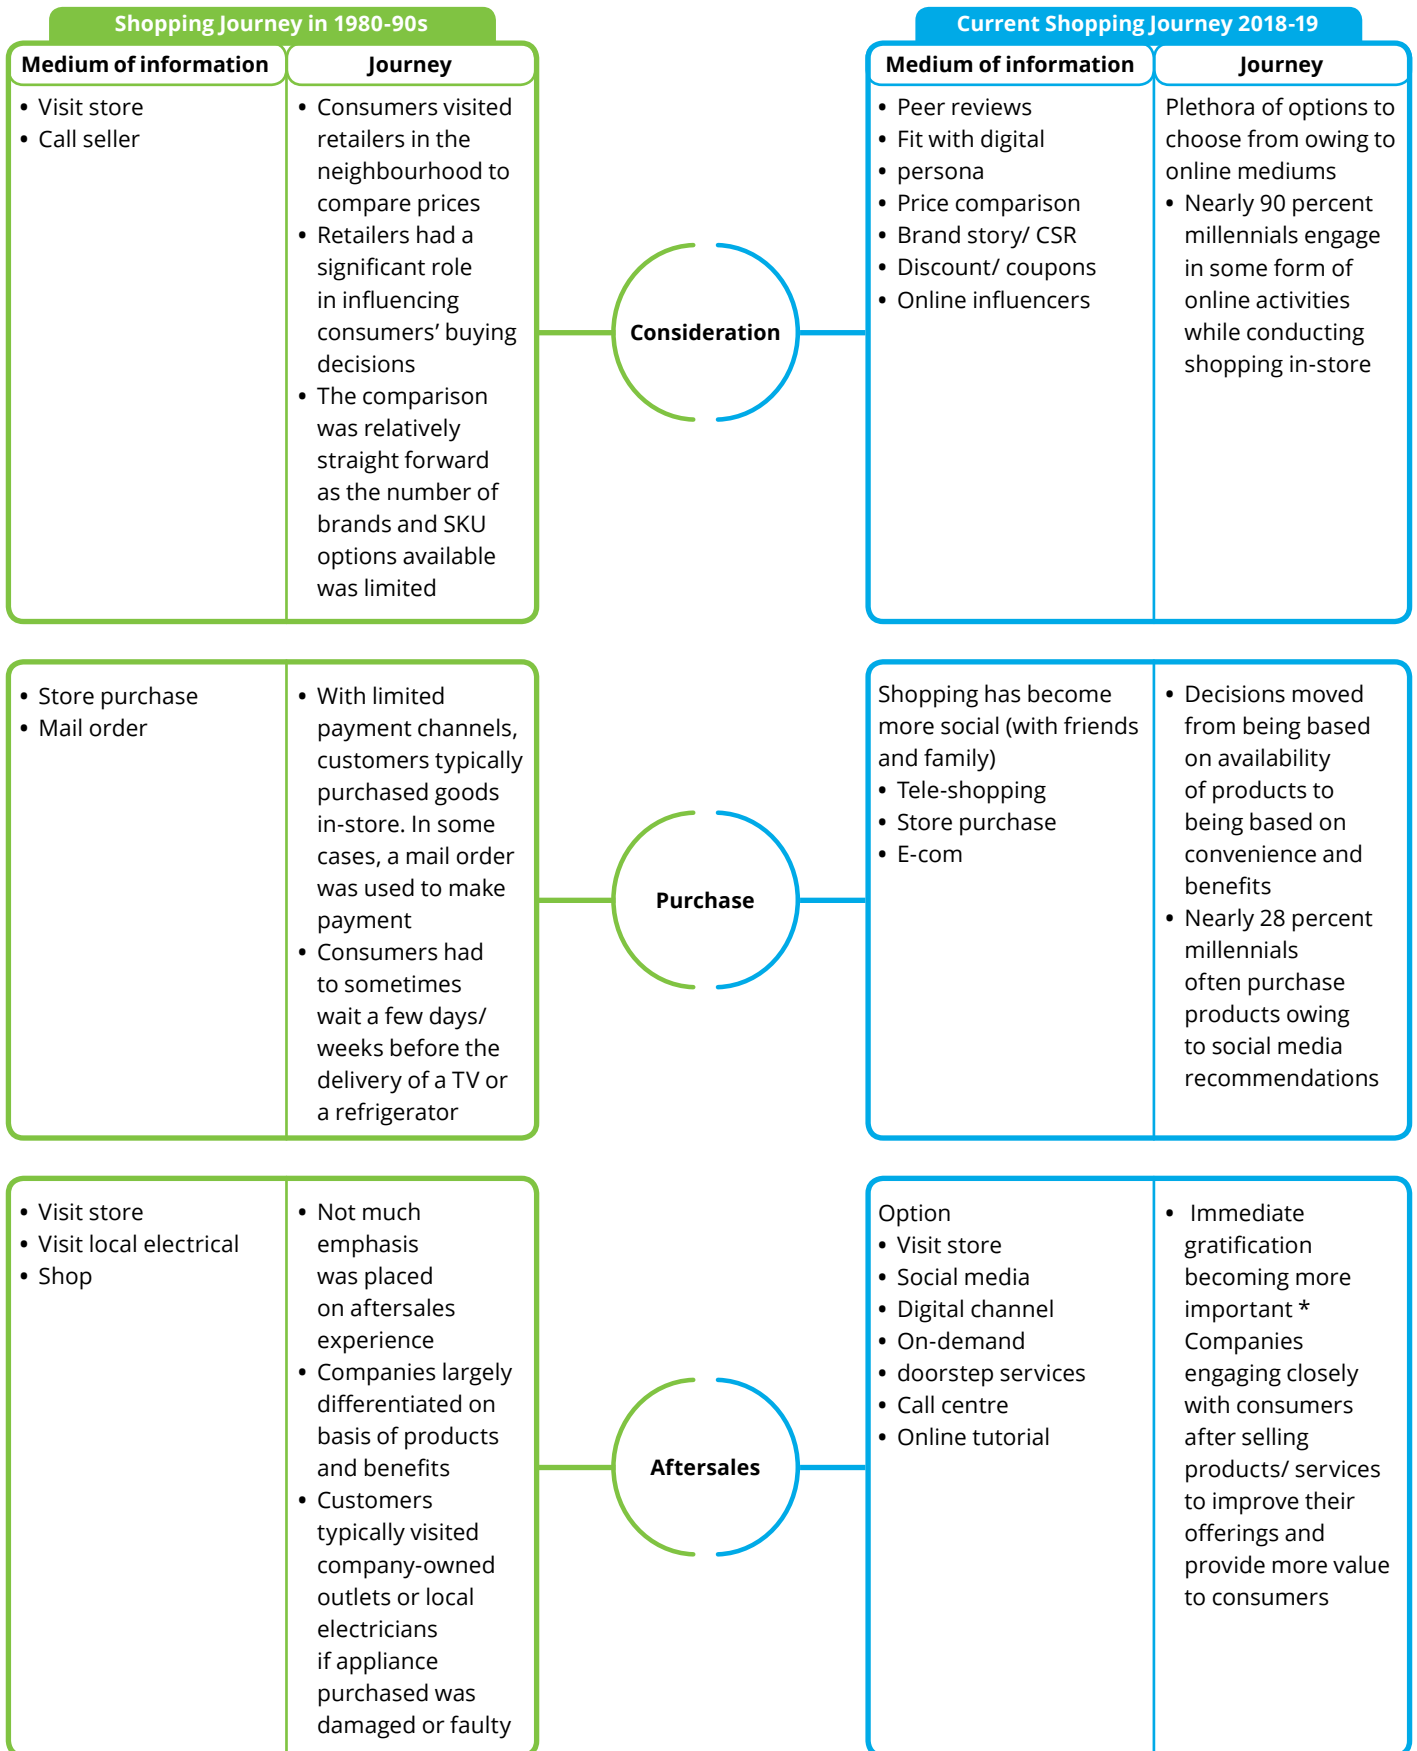 Shopping Journey in 1980-90s
Medium of information
Journey
• Visit store
• Call seller
• Consumers visited
retailers in the
neighbourhood to
compare prices
• Retailers had a
significant role
in influencing
consumers’ buying
decisions
• The comparison
was relatively
straight forward
as the number of
brands and SKU
options available
was limited
Consideration
Current Shopping Journey 2018-19
Medium of information
Journey
• Peer reviews
• Fit with digital
• persona
• Price comparison
• Brand story/ CSR
• Discount/ coupons
• Online influencers
Plethora of options to
choose from owing to
online mediums
• Nearly 90 percent
millennials engage
in some form of
online activities
while conducting
shopping in-store
• Store purchase
• Mail order
• With limited
payment channels,
customers typically
purchased goods
in-store. In some
cases, a mail order
was used to make
payment
• Consumers had
to sometimes
wait a few days/
weeks before the
delivery of a TV or
a refrigerator
Purchase
Shopping has become
more social (with friends
and family)
• Tele-shopping
• Store purchase
• E-com
• Decisions moved
from being based
on availability
of products to
being based on
convenience and
benefits
• Nearly 28 percent
millennials
often purchase
products owing
to social media
recommendations
• Visit store
• Visit local electrical
• Shop
• Not much
emphasis
was placed
on aftersales
experience
• Companies largely
differentiated on
basis of products
and benefits
• Customers
typically visited
company-owned
outlets or local
electricians
if appliance
purchased was
damaged or faulty
Aftersales
Option
• Visit store
• Social media
• Digital channel
• On-demand
• doorstep services
• Call centre
• Online tutorial
• Immediate
gratification
becoming more
important *
Companies
engaging closely
with consumers
after selling
products/ services
to improve their
offerings and
provide more value
to consumers